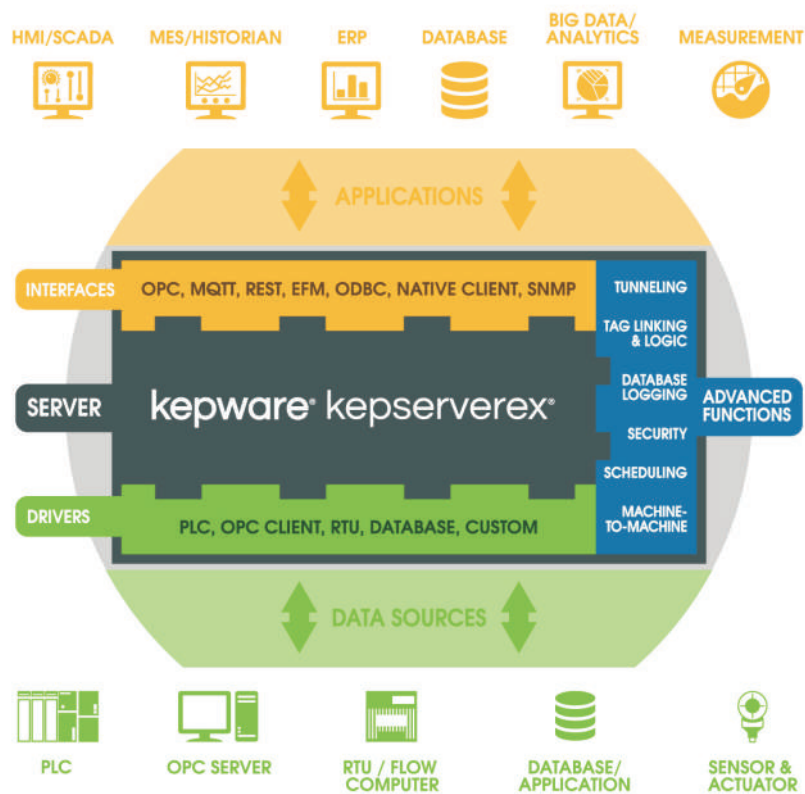 HMI/SCADA
MES/HISTORIAN
ERP
DATABASE
BIG DATA/
ANALYTICS
MEASUREMENT
APPLICATIONS
INTERFACES
OPC, MQTT, REST, EFM, ODBC, NATIVE CLIENT, SNMP
TUNNELING
TAG LINKING
& LOGIC
SERVER
kepware® kepserverex®
DATABASE
LOGGING
ADVANCED
FUNCTIONS
SECURITY
SCHEDULING
DRIVERS
PLC, OPC CLIENT, RTU, DATABASE, CUSTOM
MACHINE-
TO-MACHINE
DATA SOURCES
PLC
OPC SERVER
RTU / FLOW
COMPUTER
DATABASE/
APPLICATION
SENSOR &
ACTUATOR